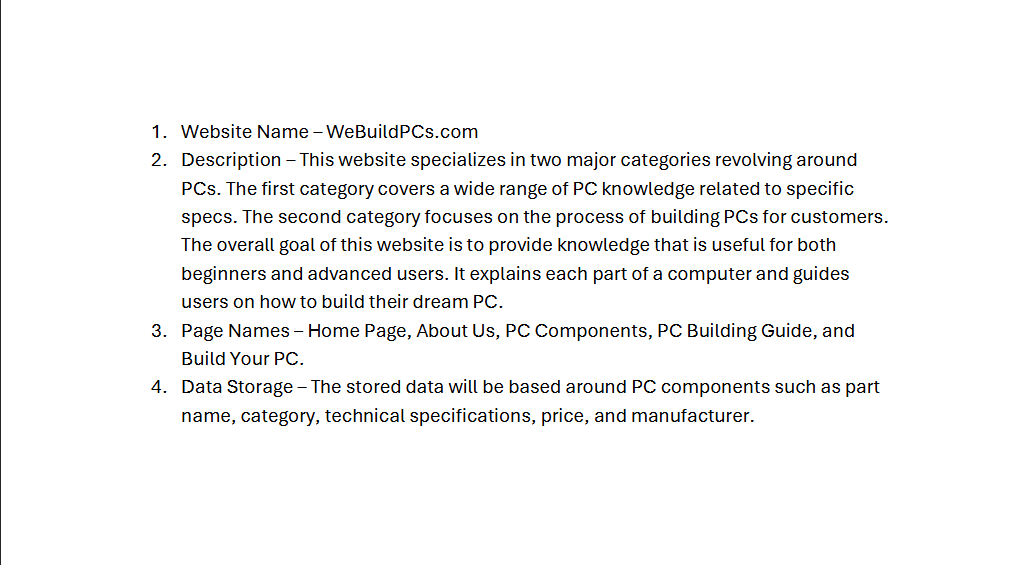 1. Website Name – WeBuildPCs.com
2. Description – This website specializes in two major categories revolving around
PCs. The first category covers a wide range of PC knowledge related to specific
specs. The second category focuses on the process of building PCs for customers.
The overall goal of this website is to provide knowledge that is useful for both
beginners and advanced users. It explains each part of a computer and guides
users on how to build their dream PC.
3. Page Names – Home Page, About Us, PC Components, PC Building Guide, and
Build Your PC.
4. Data Storage – The stored data will be based around PC components such as part
name, category, technical specifications, price, and manufacturer.